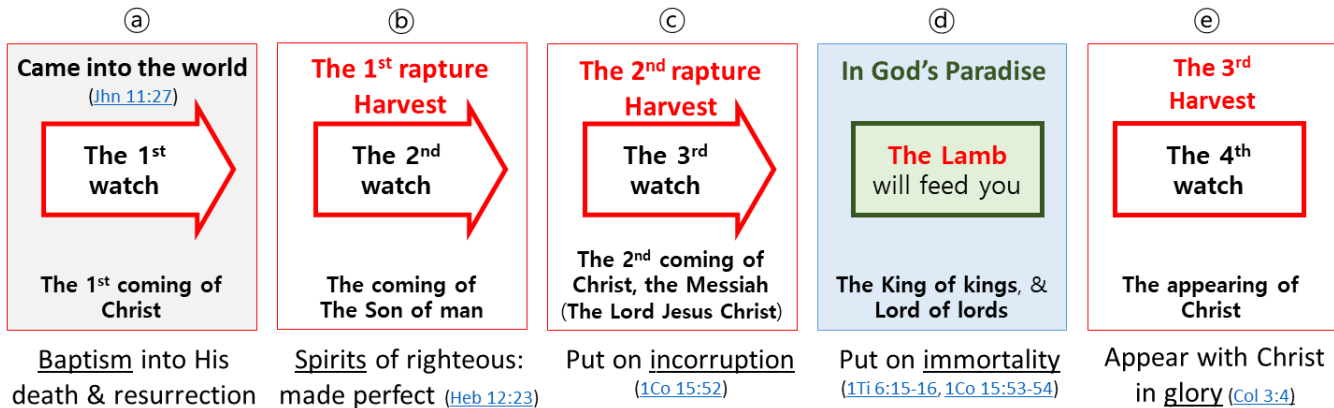 ⓐ
Came into the world
(Jhn 11:27)
The 1st
watch
The 1st coming of
Christ
Baptism into His
death & resurrection
ⓑ
The 1st rapture
Harvest
The 2nd
watch
The coming of
The Son of man
Spirits of righteous:
made perfect (Heb 12:23)
ⓒ
The 2nd rapture
Harvest
The 3rd
watch
The 2nd coming of
Christ, the Messiah
(The Lord Jesus Christ)
Put on incorruption
(1Co 15:52)
ⓓ
In God’s Paradise
The Lamb
will feed you
The King of kings, &
Lord of lords
Put on immortality
(1Ti 6:15-16, 1Co 15:53-54)
ⓔ
The 3rd
Harvest
The 4th
watch
The appearing of
Christ
Appear with Christ
in glory (Col 3:4)